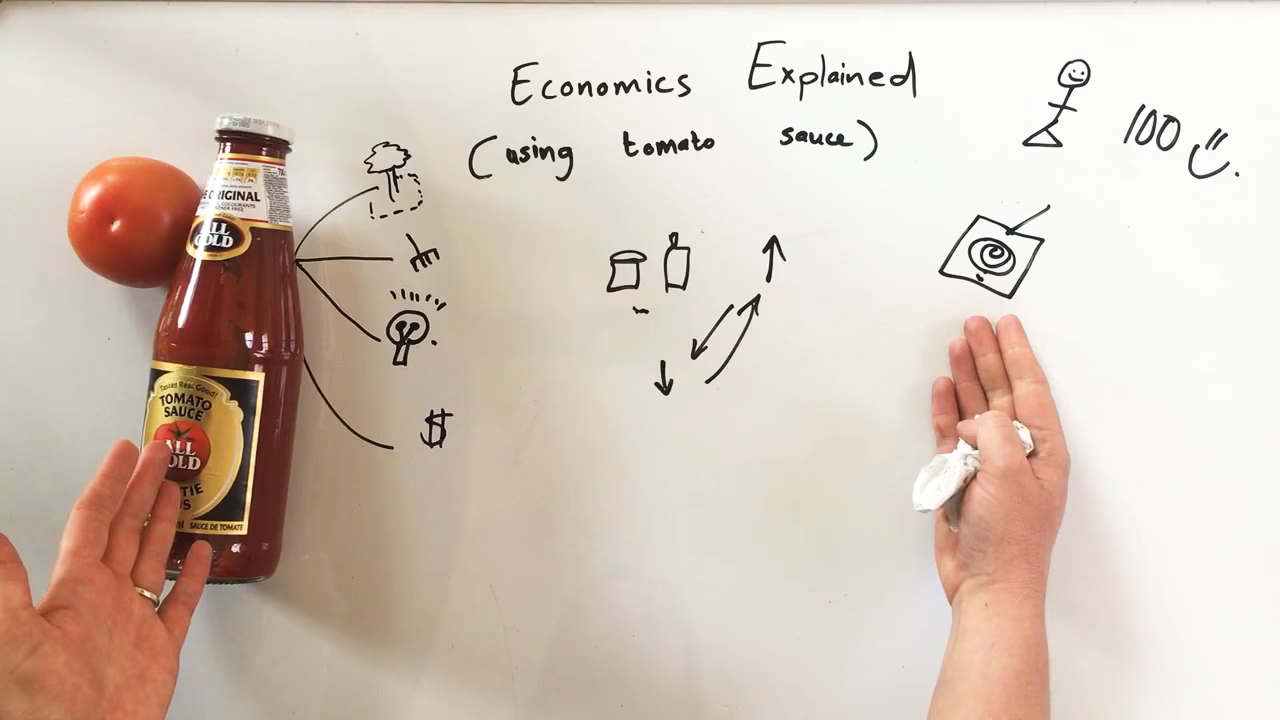 Economics Explained
(using tomato sauce)
100
ORIGINAL
ALL
GOLD
Tastes Real Good!
TOMATO
SAUCE
ALL
GOLD
SAUCE DE TOMATE
$